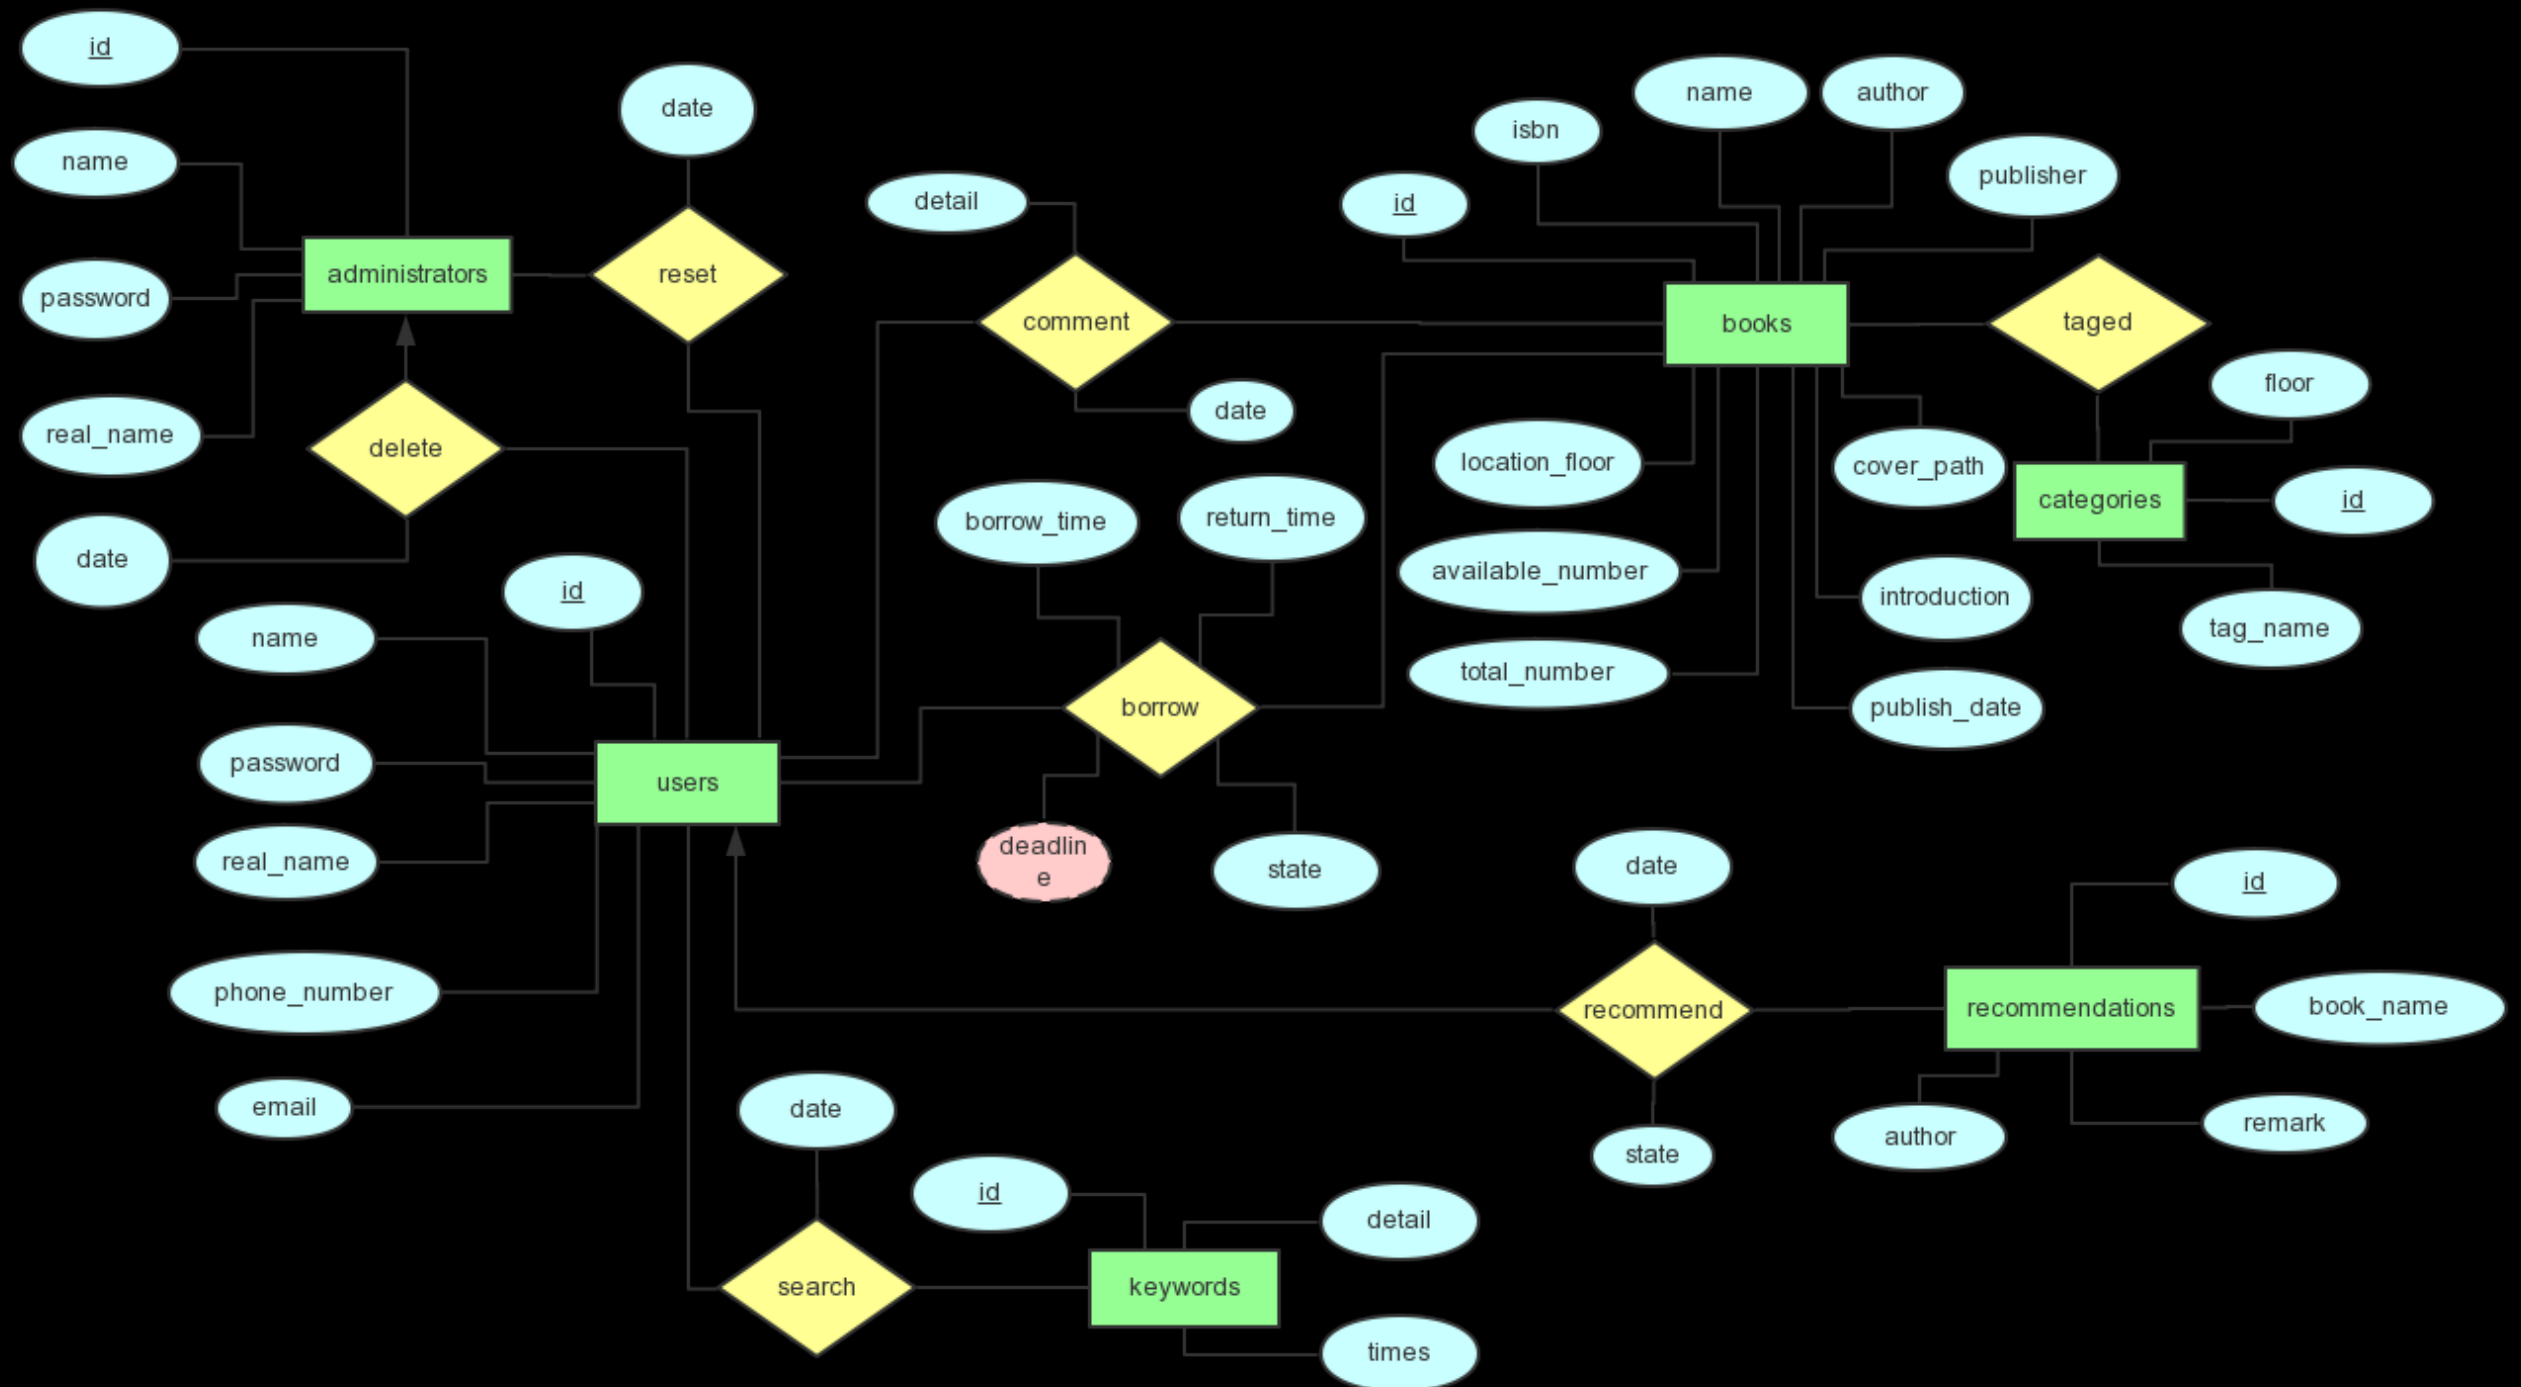 id
name
author
date
isbn
name
publisher
detail
id
administrators
reset
comment
books
taged
password
floor
date
real_name
delete
location_floor
cover_path
categories
id
borrow_time
return_time
date
id
available_number
introduction
name
tag_name
total_number
borrow
publish_date
password
users
real_name
deadlin
e
state
date
id
phone_number
recommend
recommendations
book_name
email
date
author
remark
state
id
detail
search
keywords
times